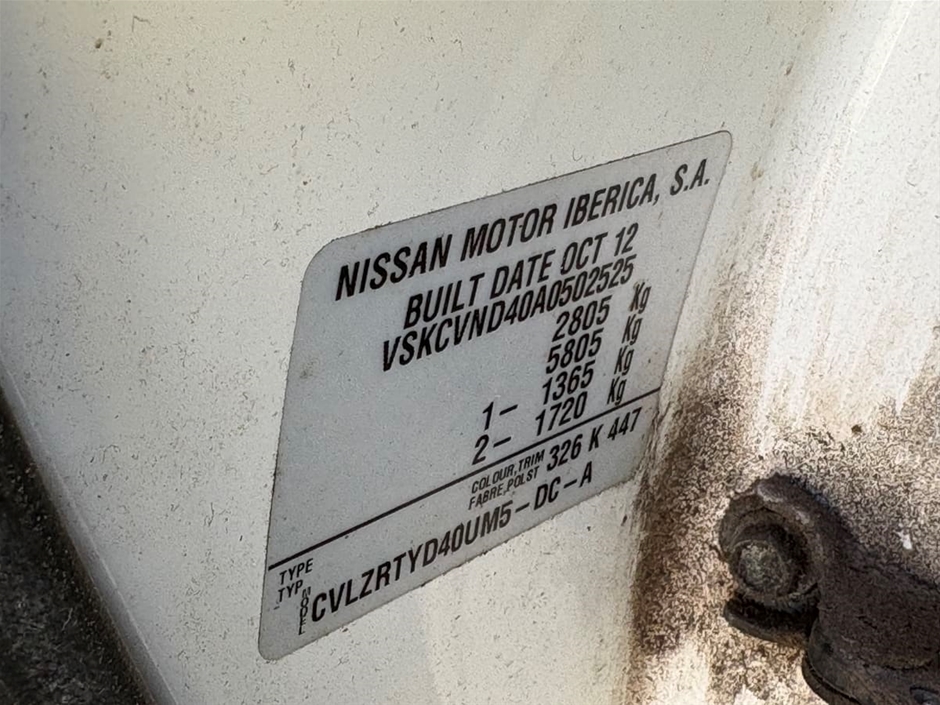 NISSAN MOTOR IBERICA, S.A.
BUILT DATE OCT 12
VSKCVND40A0502525
2805 Kg
5805 Kg
1- 1365 Kg
2- 1720 Kg
COLOUR,TRIM 326 K 447
FABRE,POLST
TYPE
TYP
MODEL CVLZRTYD40UM5-DC-A